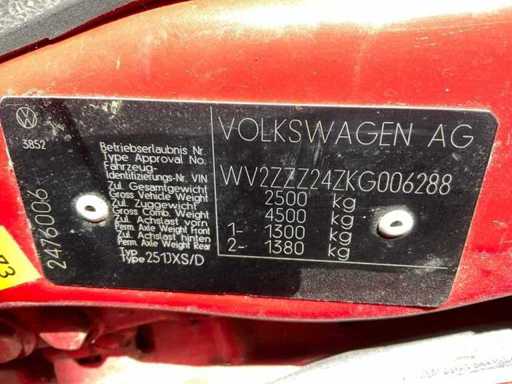 VOLKSWAGEN AG
3852
Betriebserlaubnis Nr.
Type Approval No.
Fahrzeug-
Identifizierungs-Nr. VIN WV2ZZZ24ZKG006288
Zul. Gesamtgewicht
Gross Vehicle Weight 2500 kg
Zul. Zuggewicht
Gross Comb. Weight 4500 kg
Zul. Achslast vorn
Perm. Axle Weight Front 1- 1300 kg
Zul. Achslast hinten
Perm. Axle Weight Rear 2- 1380 kg
Typ
Type 251JXS/D
2476006
73